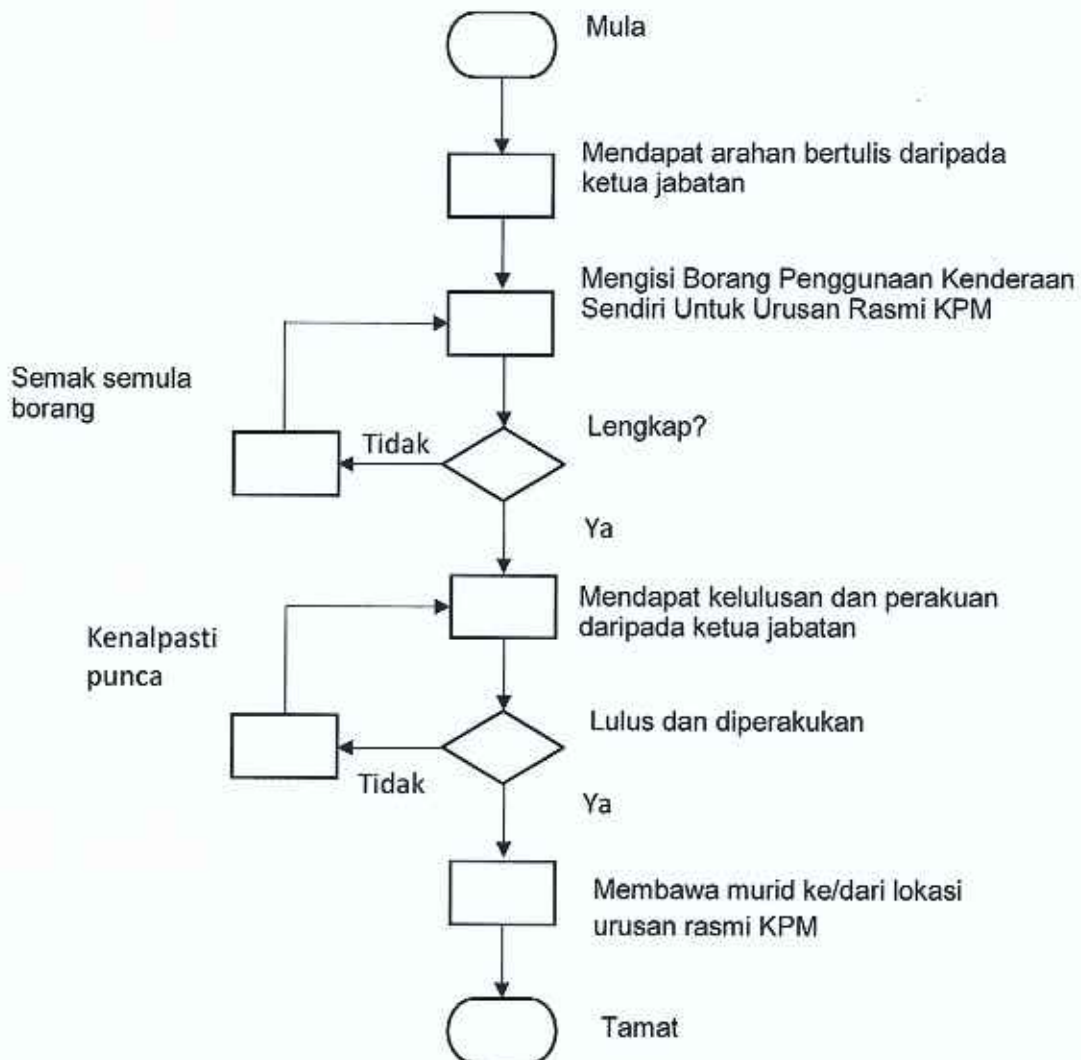 Mula
Mendapat arahan bertulis daripada
ketua jabatan
Mengisi Borang Penggunaan Kenderaan
Sendiri Untuk Urusan Rasmi KPM
Semak semula
borang
Tidak
Lengkap?
Ya
Mendapat kelulusan dan perakuan
daripada ketua jabatan
Kenalpasti
punca
Lulus dan diperakukan
Tidak
Ya
Membawa murid ke/dari lokasi
urusan rasmi KPM
Tamat